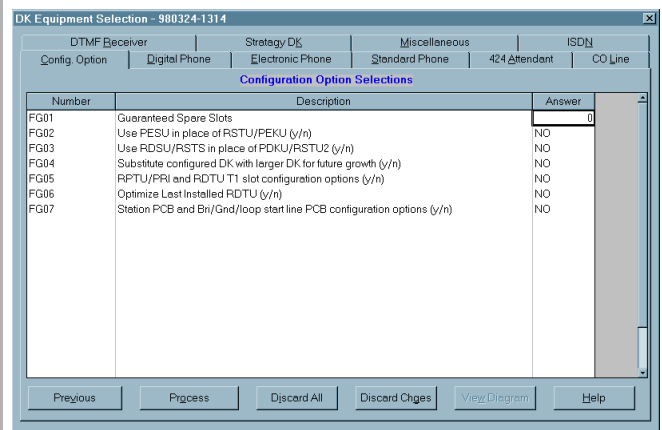 DK Equipment Selection - 980324-1314
DTMF Receiver Stratagy DK Miscellaneous ISDN
Config. Option Digital Phone Electronic Phone Standard Phone 424 Attendant CO Line
Configuration Option Selections
Number Description Answer
FG01 Guaranteed Spare Slots 0
FG02 Use PESU in place of RSTU/PEKU (y/n) NO
FG03 Use RDSU/RSTS in place of PDKU/RSTU2 (y/n) NO
FG04 Substitute configured DK with larger DK for future growth (y/n) NO
FG05 RPTU/PRI and RDTU T1 slot configuration options (y/n) NO
FG06 Optimize Last Installed RDTU (y/n) NO
FG07 Station PCB and Bri/Gnd/loop start line PCB configuration options (y/n) NO
Previous Process Discard All Discard Chges View Diagram Help